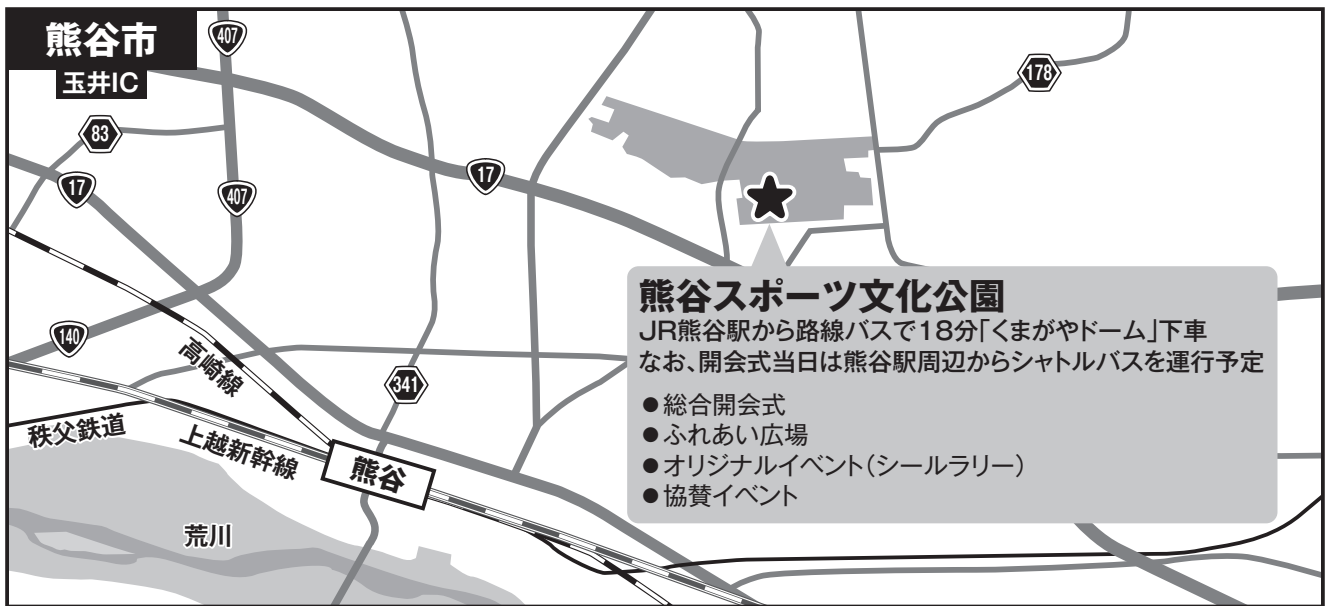 熊谷市
玉井IC
407
178
83
17
17
407
熊谷スポーツ文化公園
JR熊谷駅から路線バスで18分「くまがやドーム」下車
なお、開会式当日は熊谷駅周辺からシャトルバスを運行予定
●総合開会式
●ふれあい広場
●オリジナルイベント(シールラリー)
●協賛イベント
140
高崎線
341
秩父鉄道
上越新幹線
熊谷
荒川